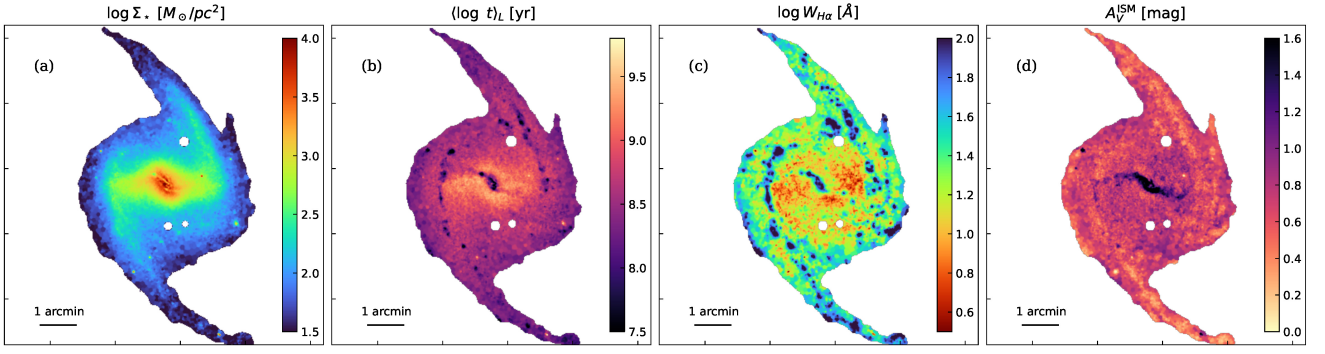 log Σ⋆ [M⊙/pc²]
(a)
4.0
3.5
3.0
2.5
2.0
1.5
1 arcmin
⟨log t⟩L [yr]
(b)
9.5
9.0
8.5
8.0
7.5
1 arcmin
log WHα [Å]
(c)
2.0
1.8
1.6
1.4
1.2
1.0
0.8
0.6
1 arcmin
AVISM [mag]
(d)
1.6
1.4
1.2
1.0
0.8
0.6
0.4
0.2
0.0
1 arcmin